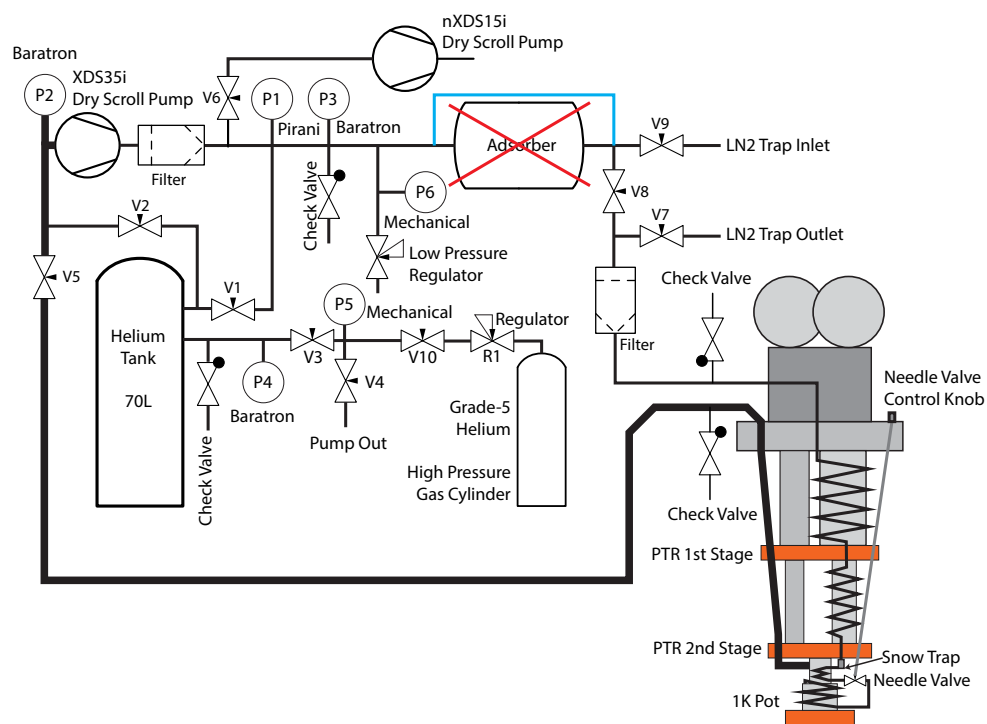 nXDS15i
Dry Scroll Pump
Baratron
XDS35i
Dry Scroll Pump
P2
V6
P1
P3
Pirani
Baratron
Filter
Check Valve
Adsorber
V9
LN2 Trap Inlet
V8
P6
Mechanical
V7
LN2 Trap Outlet
V2
Low Pressure
Regulator
V5
V1
Check Valve
P5
Mechanical
Regulator
Helium
Tank
70L
V3
V10
R1
Filter
P4
V4
Baratron
Needle Valve
Control Knob
Grade-5
Helium
Pump Out
Check Valve
High Pressure
Gas Cylinder
Check Valve
PTR 1st Stage
PTR 2nd Stage
Snow Trap
Needle Valve
1K Pot